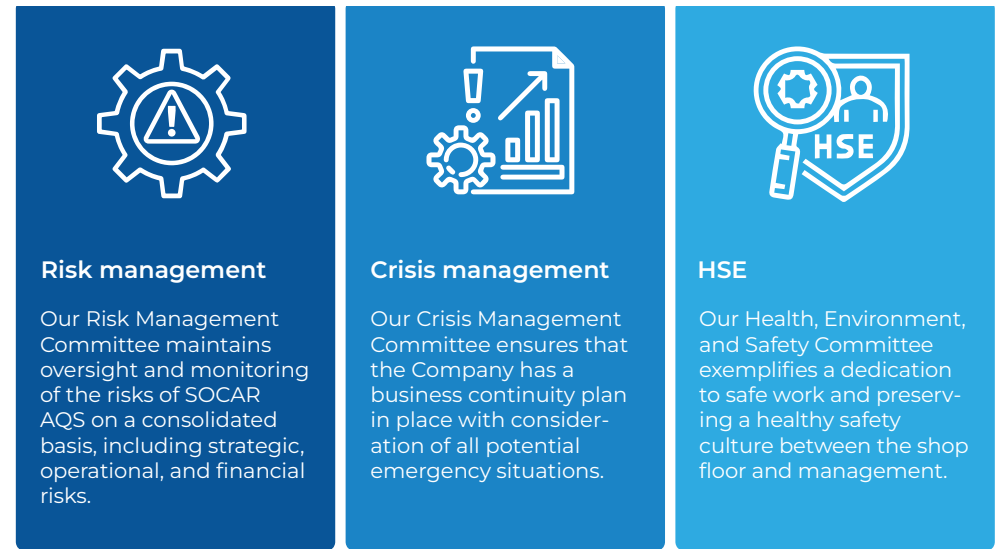 Risk management
Our Risk Management
Committee maintains
oversight and monitoring
of the risks of SOCAR
AQS on a consolidated
basis, including strategic,
operational, and financial
risks.
Crisis management
Our Crisis Management
Committee ensures that
the Company has a
business continuity plan
in place with consider-
ation of all potential
emergency situations.
HSE
HSE
Our Health, Environment,
and Safety Committee
exemplifies a dedication
to safe work and preserv-
ing a healthy safety
culture between the shop
floor and management.